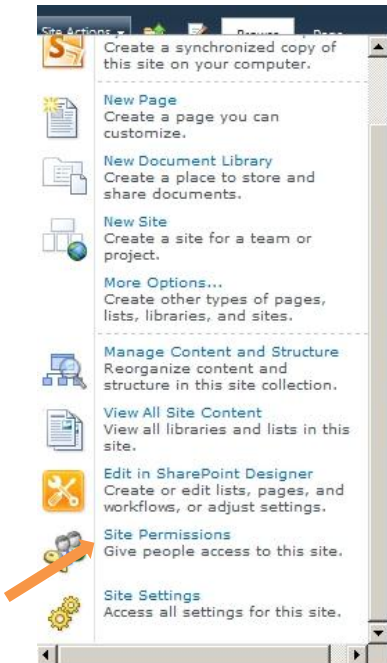 Site Actions
Create a synchronized copy of
this site on your computer.
New Page
Create a page you can
customize.
New Document Library
Create a place to store and
share documents.
New Site
Create a site for a team or
project.
More Options...
Create other types of pages,
lists, libraries, and sites.
Manage Content and Structure
Reorganize content and
structure in this site collection.
View All Site Content
View all libraries and lists in this
site.
Edit in SharePoint Designer
Create or edit lists, pages, and
workflows, or adjust settings.
Site Permissions
Give people access to this site.
Site Settings
Access all settings for this site.